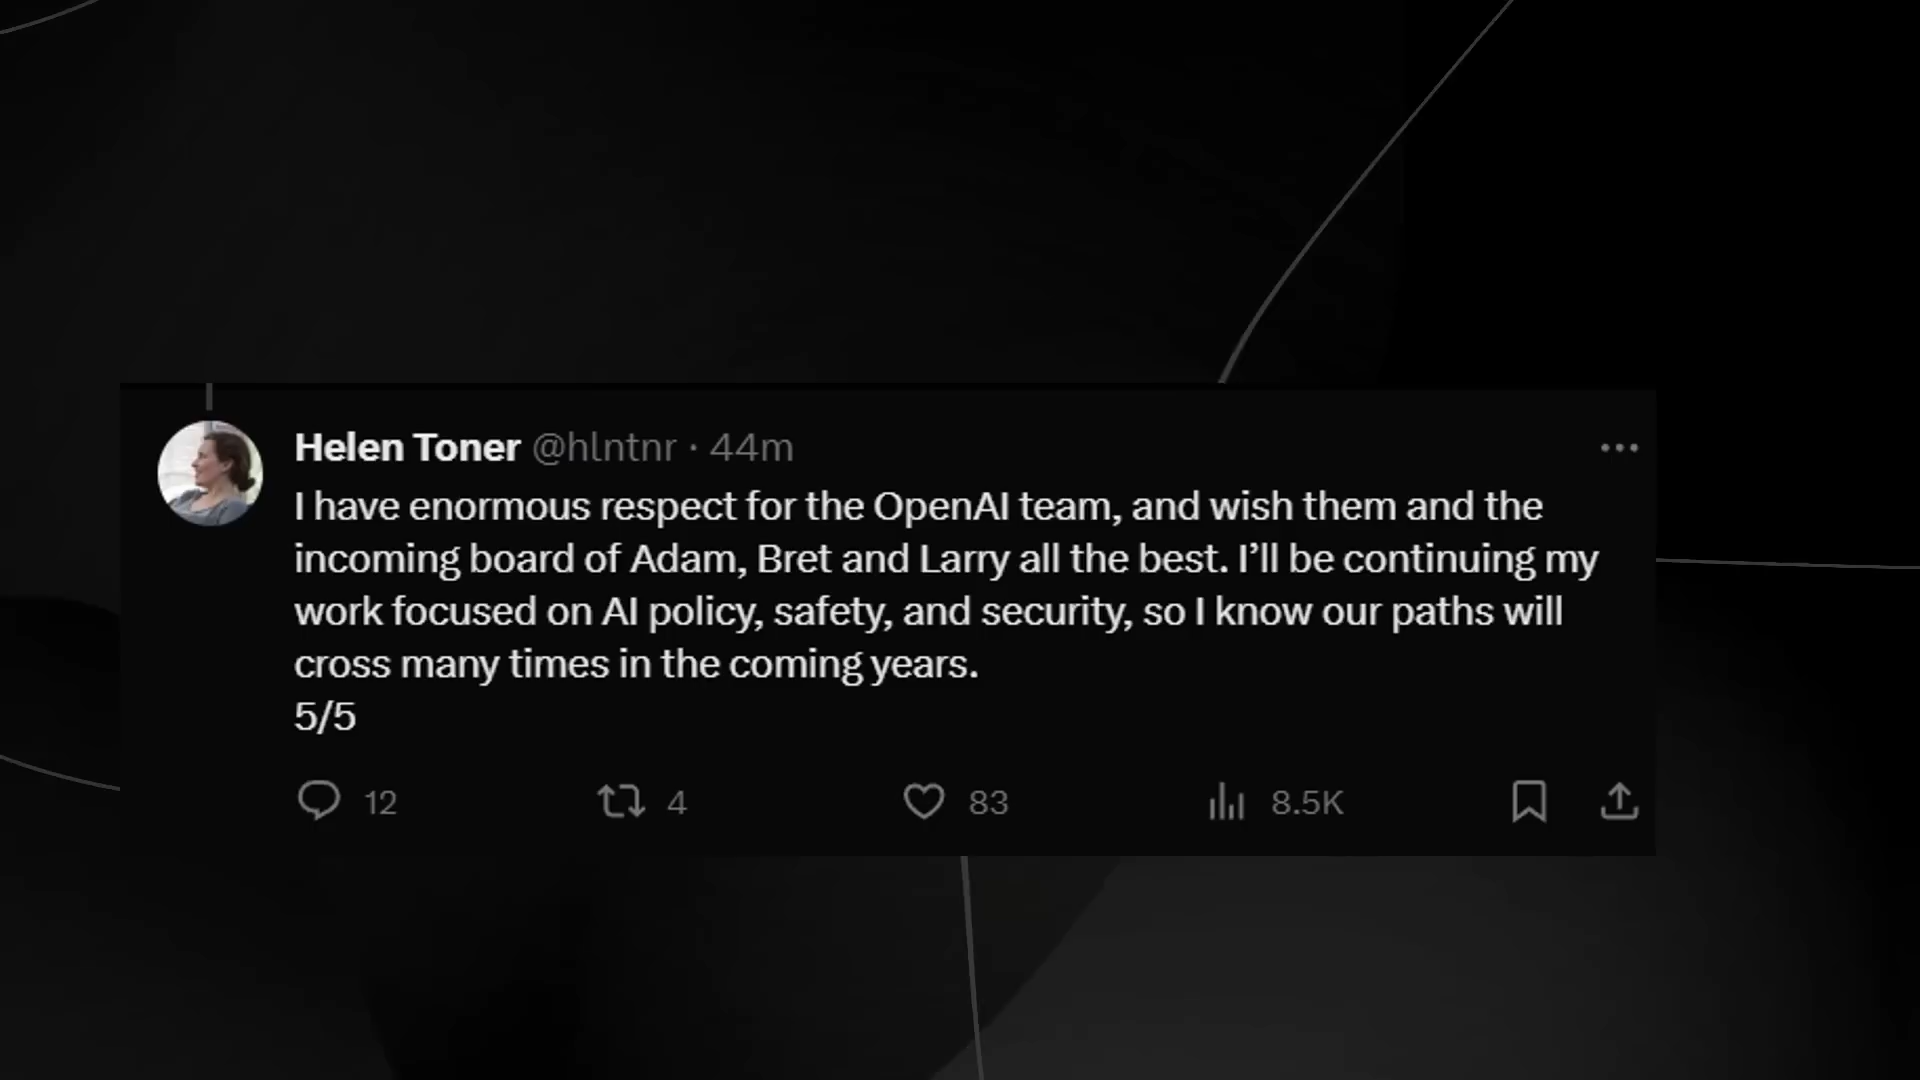 Helen Toner @hlntnr · 44m
I have enormous respect for the OpenAI team, and wish them and the
incoming board of Adam, Bret and Larry all the best. I’ll be continuing my
work focused on AI policy, safety, and security, so I know our paths will
cross many times in the coming years.
5/5
12 4 83 8.5K